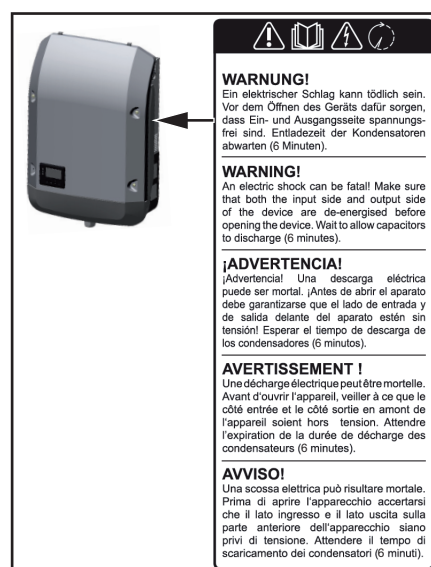 WARNUNG!
Ein elektrischer Schlag kann tödlich sein.
Vor dem Öffnen des Geräts dafür sorgen,
dass Ein- und Ausgangsseite spannungs-
frei sind. Entladezeit der Kondensatoren
abwarten (6 Minuten).
WARNING!
An electric shock can be fatal! Make sure
that both the input side and output side
of the device are de-energised before
opening the device. Wait to allow capacitors
to discharge (6 minutes).
¡ADVERTENCIA!
¡Advertencia! Una descarga eléctrica
puede ser mortal. ¡Antes de abrir el aparato
debe garantizarse que el lado de entrada y
de salida delante del aparato estén sin
tensión! Esperar el tiempo de descarga de
los condensadores (6 minutos).
AVERTISSEMENT !
Une décharge électrique peut être mortelle.
Avant d'ouvrir l'appareil, veiller à ce que le
côté entrée et le côté sortie en amont de
l'appareil soient hors tension. Attendre
l'expiration de la durée de décharge des
condensateurs (6 minutes).
AVVISO!
Una scossa elettrica può risultare mortale.
Prima di aprire l'apparecchio accertarsi
che il lato ingresso e il lato uscita sulla
parte anteriore dell'apparecchio siano
privi di tensione. Attendere il tempo di
scaricamento dei condensatori (6 minuti).